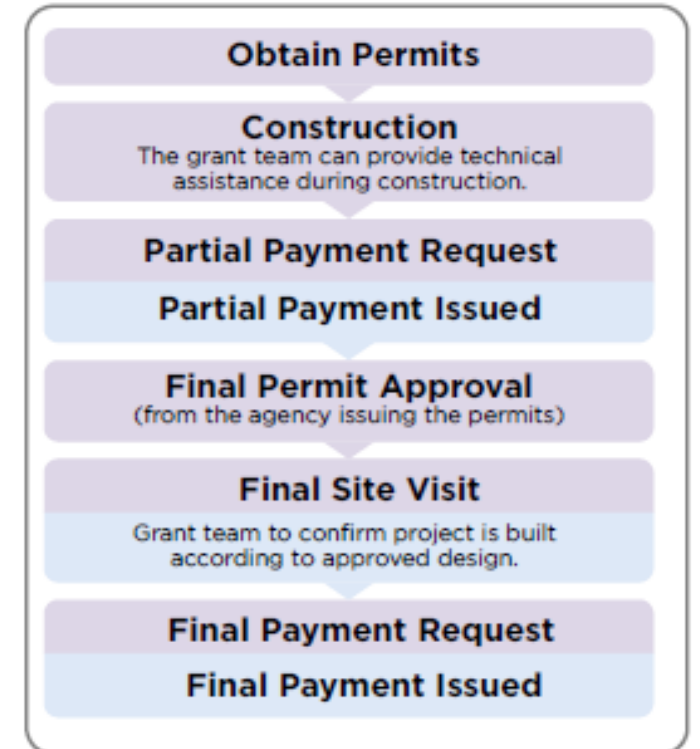 Obtain Permits
Construction
The grant team can provide technical
assistance during construction.
Partial Payment Request
Partial Payment Issued
Final Permit Approval
(from the agency issuing the permits)
Final Site Visit
Grant team to confirm project is built
according to approved design.
Final Payment Request
Final Payment Issued